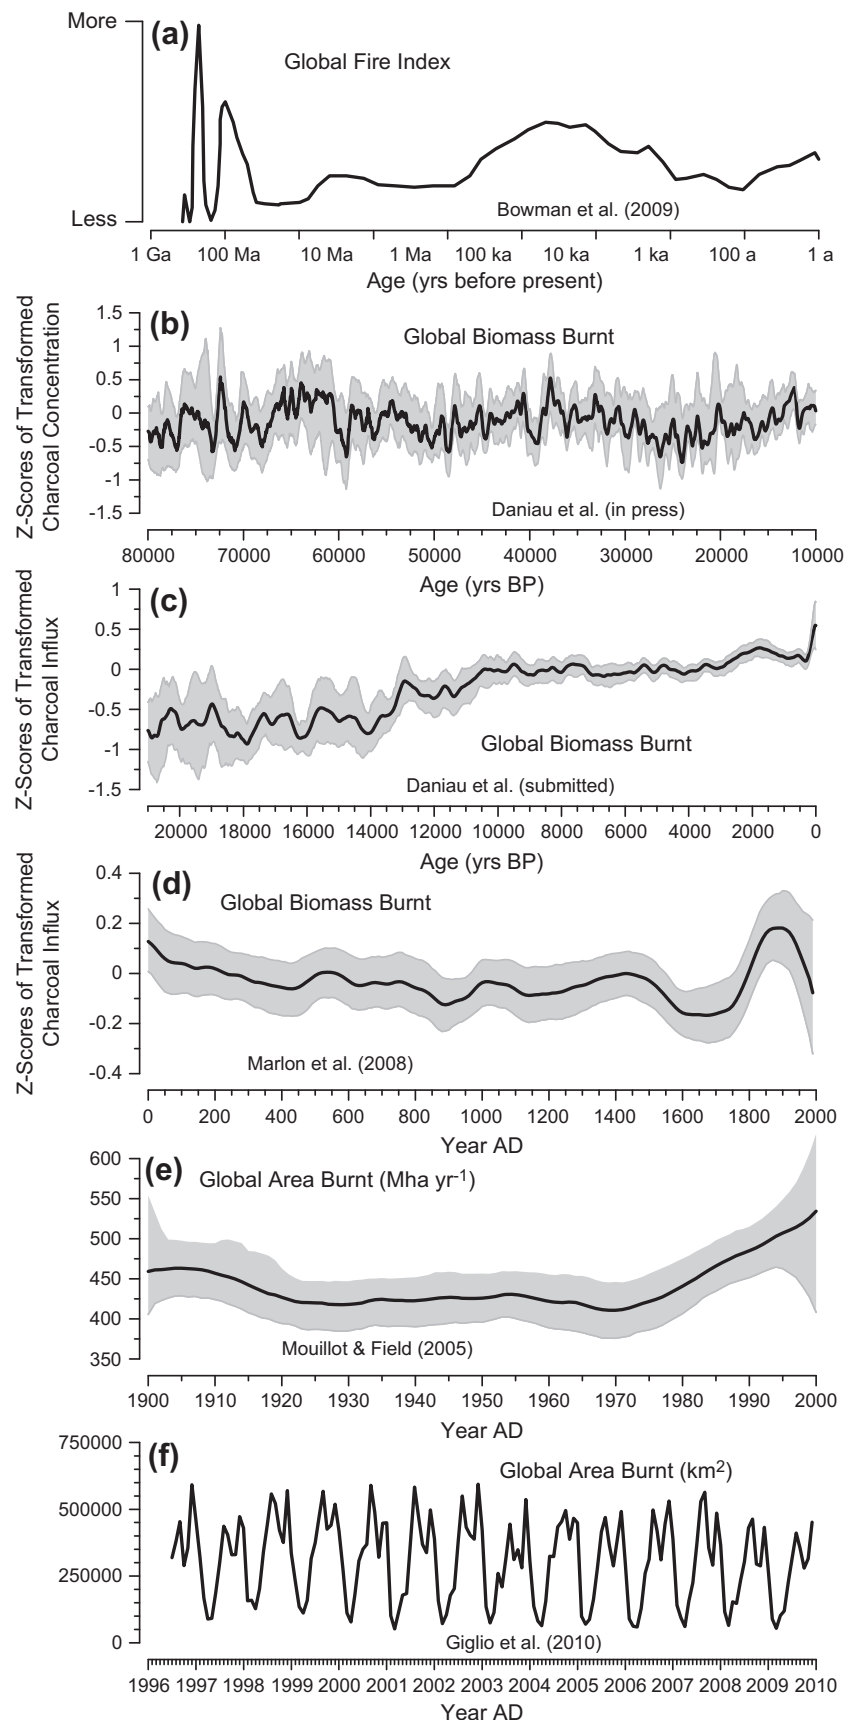 More
(a)
Global Fire Index
Less
Bowman et al. (2009)
1 Ga 100 Ma 10 Ma 1 Ma 100 ka 10 ka 1 ka 100 a 1 a
Age (yrs before present)
Z-Scores of Transformed
Charcoal Concentration
1.5
1
0.5
0
-0.5
-1
-1.5
(b)
Global Biomass Burnt
Daniau et al. (in press)
80000 70000 60000 50000 40000 30000 20000 10000
Age (yrs BP)
Z-Scores of Transformed
Charcoal Influx
1
0.5
0
-0.5
-1
-1.5
(c)
Global Biomass Burnt
Daniau et al. (submitted)
20000 18000 16000 14000 12000 10000 8000 6000 4000 2000 0
Age (yrs BP)
Z-Scores of Transformed
Charcoal Influx
0.4
0.2
0
-0.2
-0.4
(d)
Global Biomass Burnt
Marlon et al. (2008)
0 200 400 600 800 1000 1200 1400 1600 1800 2000
Year AD
600
550
500
450
400
350
(e)
Global Area Burnt (Mha yr-1)
Mouillot & Field (2005)
1900 1910 1920 1930 1940 1950 1960 1970 1980 1990 2000
Year AD
750000
500000
250000
0
(f)
Global Area Burnt (km2)
Giglio et al. (2010)
1996 1997 1998 1999 2000 2001 2002 2003 2004 2005 2006 2007 2008 2009 2010
Year AD